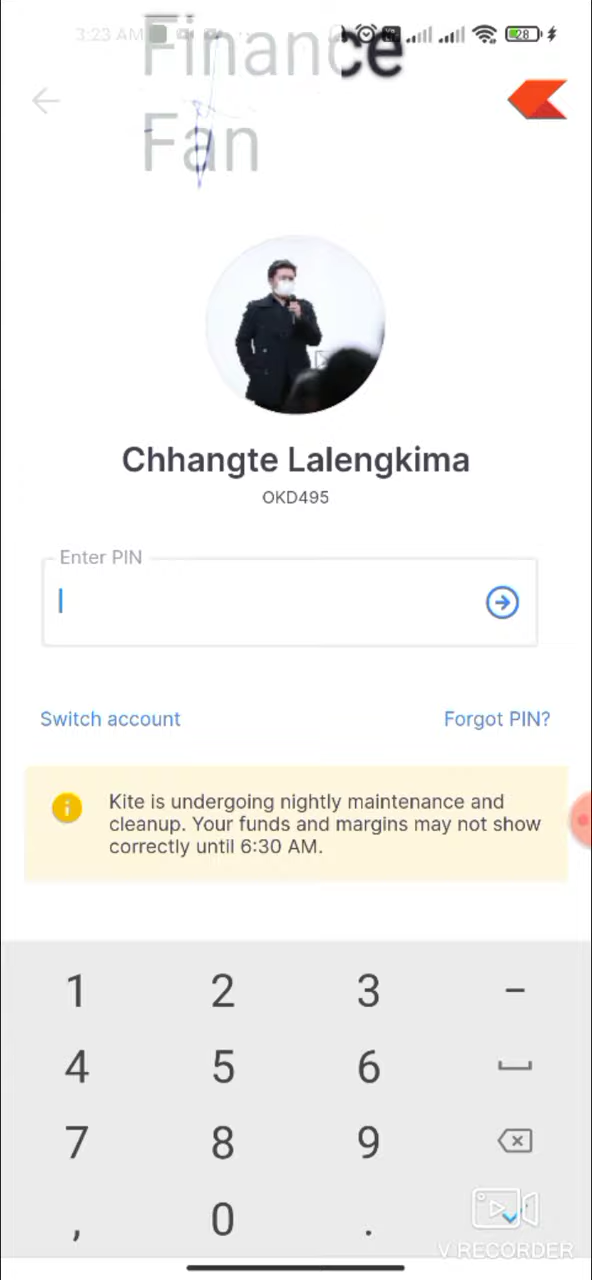 3:23 AM
28
Finance
Fan
Chhangte Lalengkima
OKD495
Enter PIN
Switch account
Forgot PIN?
Kite is undergoing nightly maintenance and
cleanup. Your funds and margins may not show
correctly until 6:30 AM.
1 2 3 -
4 5 6
7 8 9
, 0 .
V RECORDER